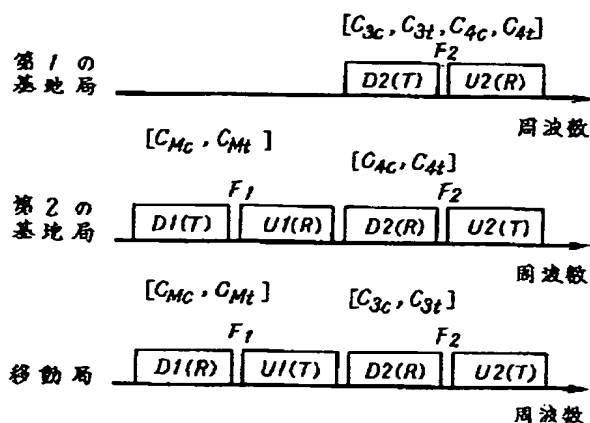 [C3c, C3t, C4c, C4t]
F2
第1の
基地局
D2(T) U2(R)
周波数
[CMc, CMt]
[C4c, C4t]
F1 F2
第2の
基地局
D1(T) U1(R) D2(R) U2(T)
周波数
[CMc, CMt] [C3c, C3t]
F1 F2
移動局
D1(R) U1(T) D2(R) U2(T)
周波数